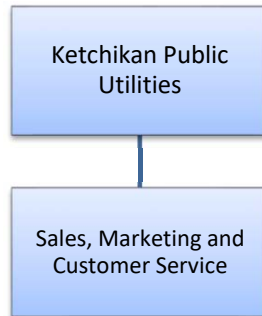 Ketchikan Public
Utilities
Sales, Marketing and
Customer Service